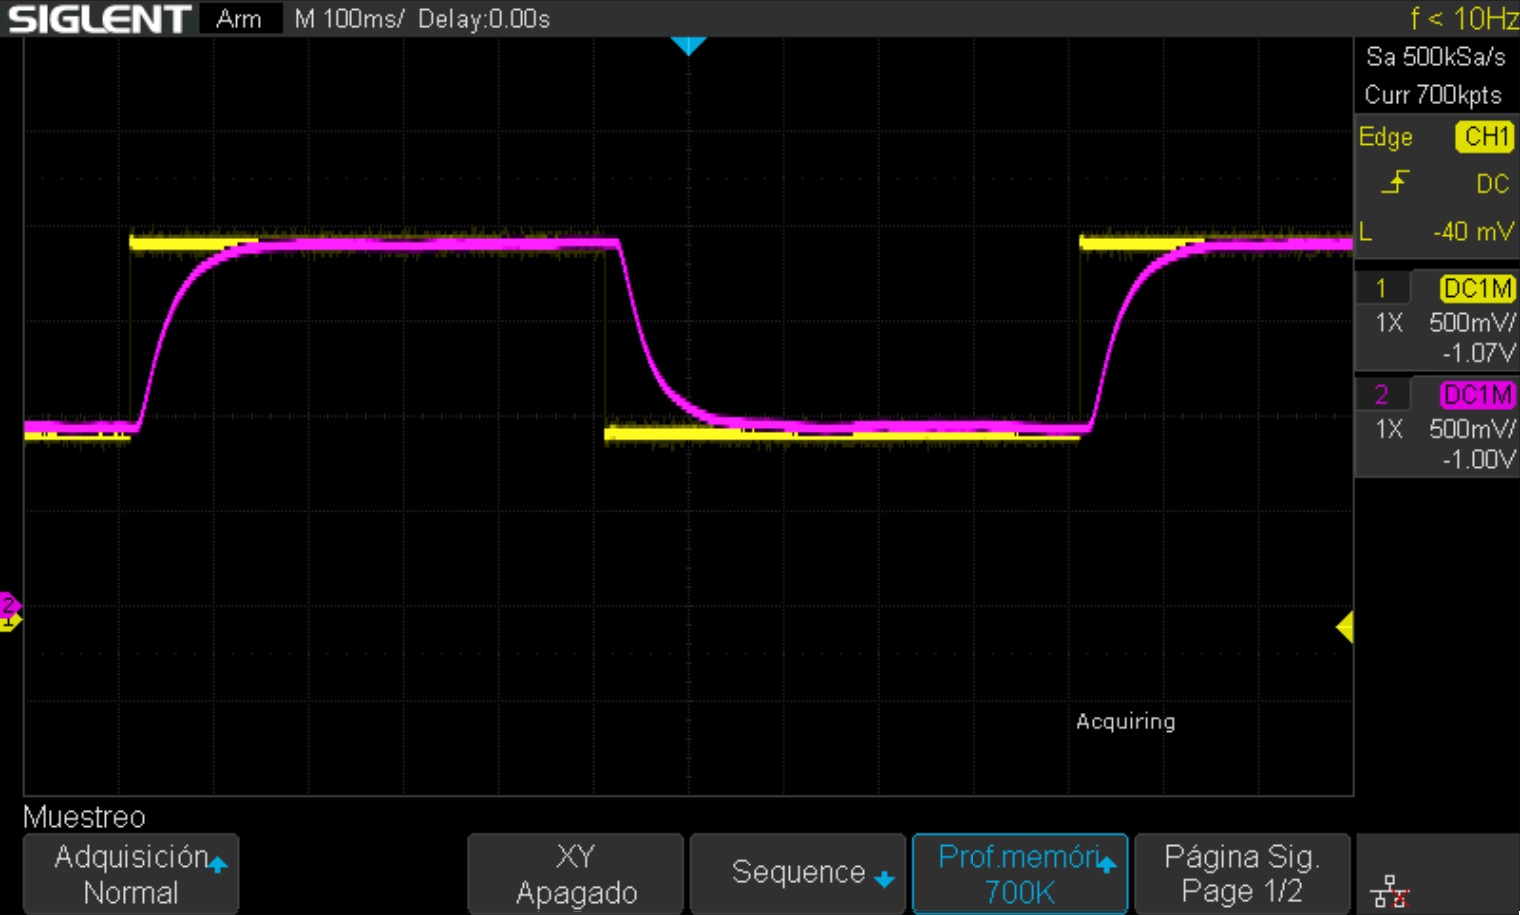 SIGLENT Arm M 100ms/ Delay:0.00s f < 10Hz
Sa 500kSa/s
Curr 700kpts
Edge CH1
DC
L -40 mV
1 DC1M
1X 500mV/
-1.07V
2 DC1M
1X 500mV/
-1.00V
2
1
Acquiring
Muestreo
Adquisición
Normal
XY
Apagado
Sequence
Prof.memóri
700K
Página Sig.
Page 1/2